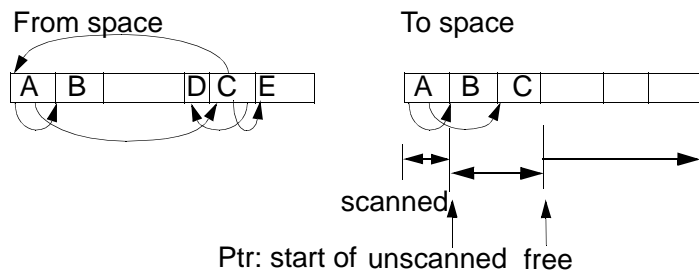 From space To space
A B D C E A B C
scanned
Ptr: start of unscanned free